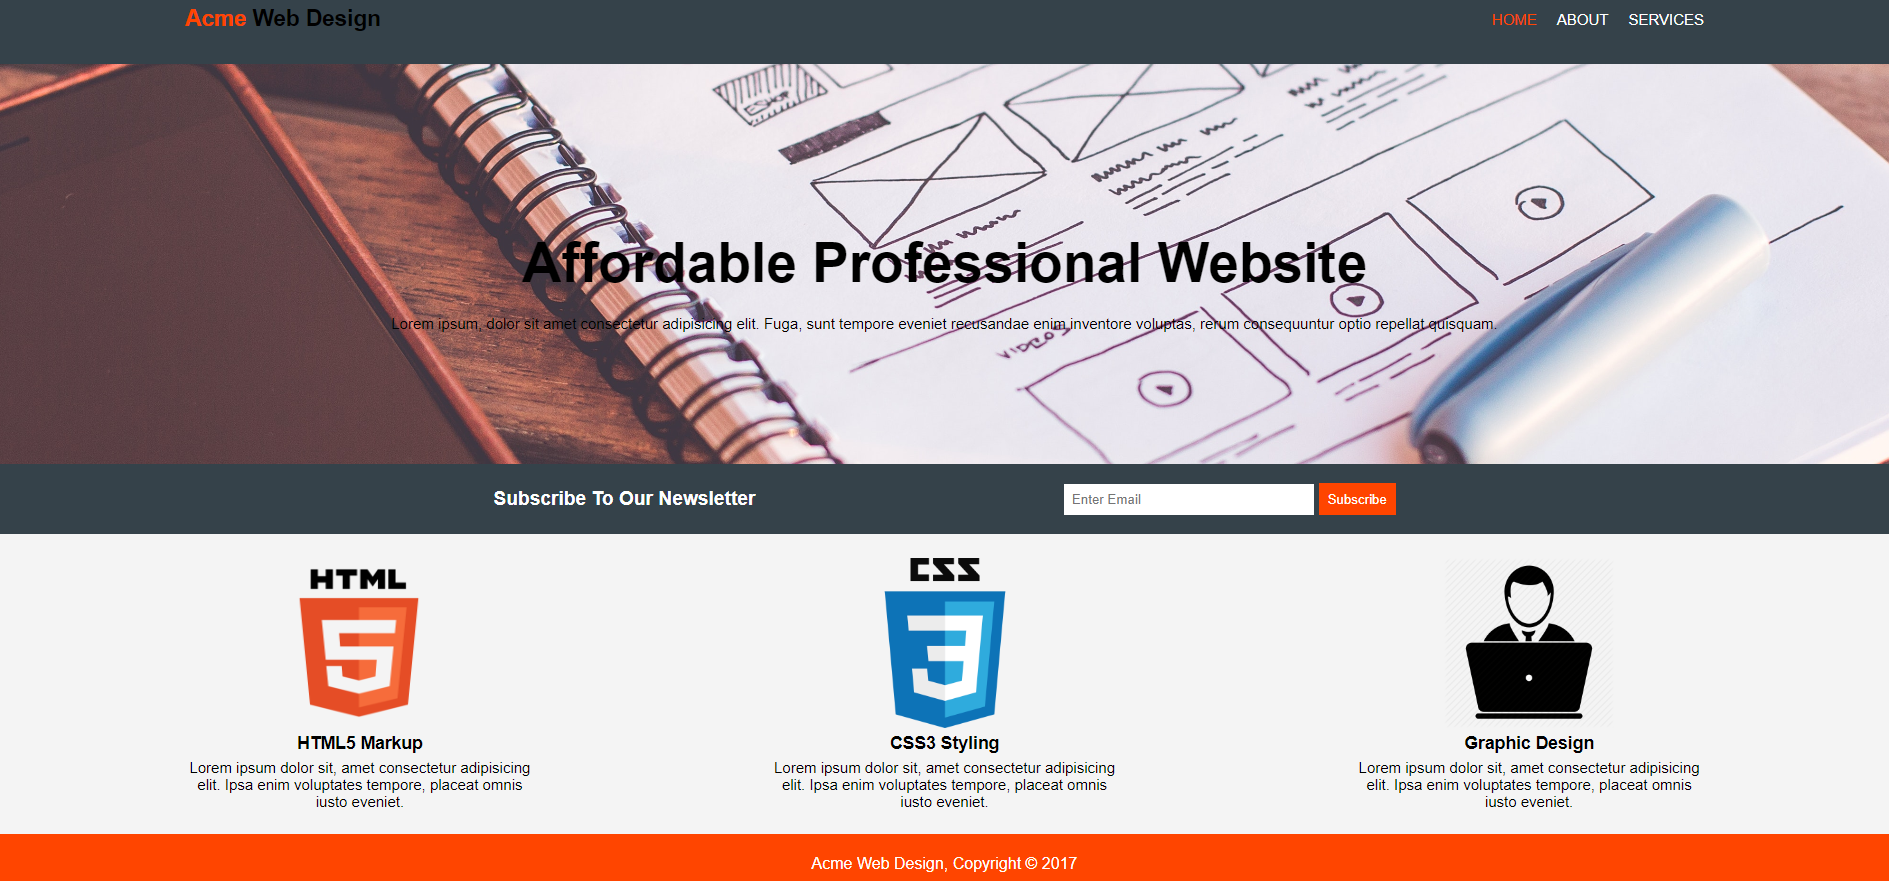 Acme Web Design
HOME ABOUT SERVICES
ESHOP
Affordable Professional Website
Lorem ipsum, dolor sit amet consectetur adipisicing elit. Fuga, sunt tempore eveniet recusandae enim inventore voluptas, rerum consequuntur optio repellat quisquam.
VIDEOS
Subscribe To Our Newsletter
Enter Email
Subscribe
HTML
5
HTML5 Markup
Lorem ipsum dolor sit, amet consectetur adipisicing
elit. Ipsa enim voluptates tempore, placeat omnis
iusto eveniet.
CSS
3
CSS3 Styling
Lorem ipsum dolor sit, amet consectetur adipisicing
elit. Ipsa enim voluptates tempore, placeat omnis
iusto eveniet.
Graphic Design
Lorem ipsum dolor sit, amet consectetur adipisicing
elit. Ipsa enim voluptates tempore, placeat omnis
iusto eveniet.
Acme Web Design, Copyright © 2017